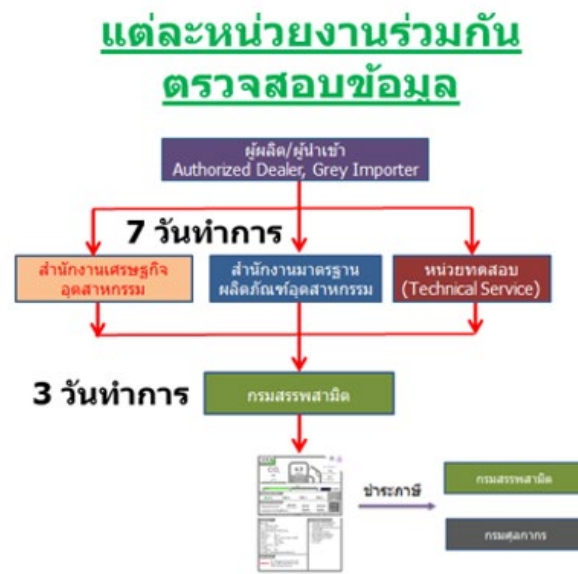 แต่ละหน่วยงานร่วมกัน
ตรวจสอบข้อมูล
ผู้ผลิต/ผู้นำเข้า
Authorized Dealer, Grey Importer
7 วันทำการ
สำนักงานเศรษฐกิจ
อุตสาหกรรม
สำนักงานมาตรฐาน
ผลิตภัณฑ์อุตสาหกรรม
หน่วยทดสอบ
(Technical Service)
3 วันทำการ
กรมสรรพสามิต
ชำระภาษี
กรมสรรพสามิต
กรมศุลกากร